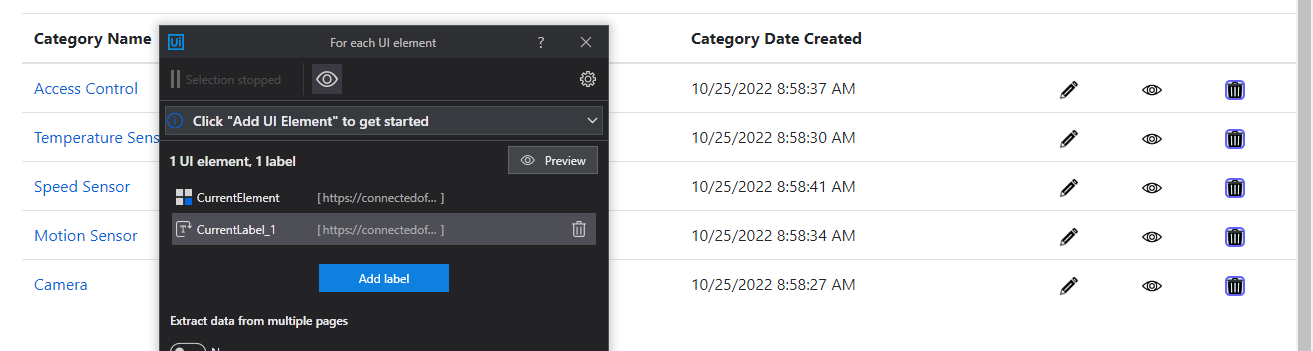 Category Name
Category Date Created
Ui For each UI element ?
Selection stopped
Click "Add UI Element" to get started
1 UI element, 1 label
Preview
CurrentElement [ https://connectedof... ]
CurrentLabel_1 [ https://connectedof... ]
Add label
Extract data from multiple pages
Access Control 10/25/2022 8:58:37 AM
Temperature Sens 10/25/2022 8:58:30 AM
Speed Sensor 10/25/2022 8:58:41 AM
Motion Sensor 10/25/2022 8:58:34 AM
Camera 10/25/2022 8:58:27 AM